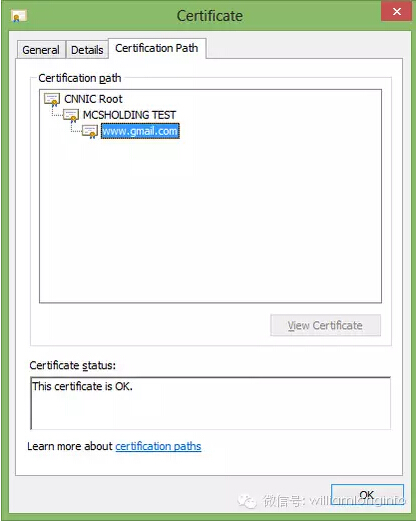 Certificate
General Details Certification Path
Certification path
CNNIC Root
MCSHOLDING TEST
www.gmail.com
View Certificate
Certificate status:
This certificate is OK.
Learn more about certification paths
OK
微信号: williamlonginfo